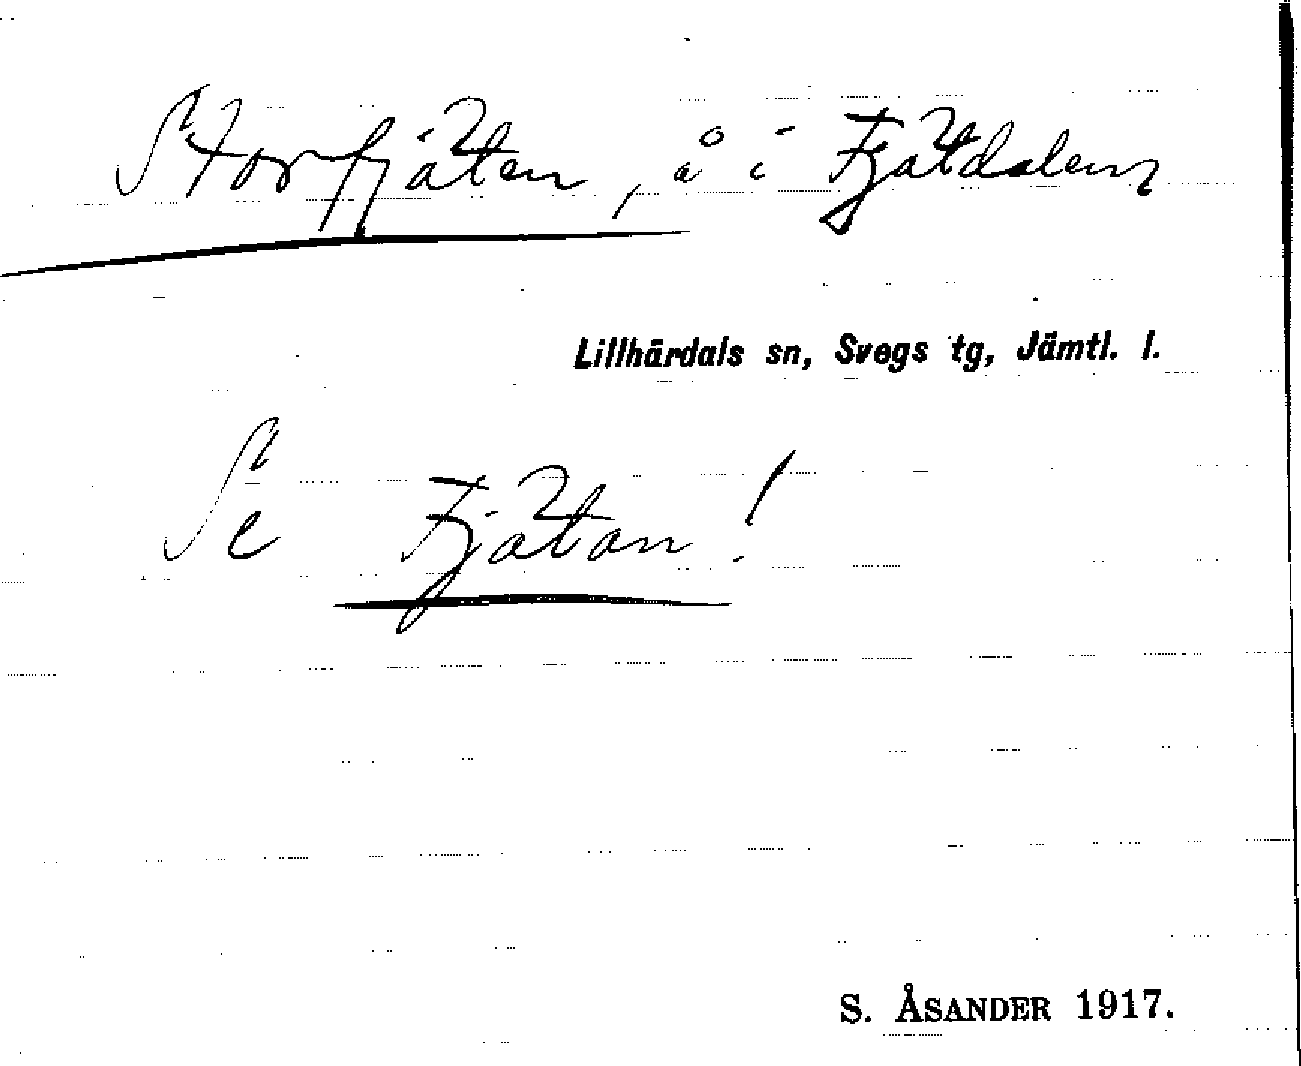 Storfjäten, å i Fjätdalen
Lillhärdals sn, Svegs tg, Jämtl. l.
Se Fjätan!
S. ÅSANDER 1917.